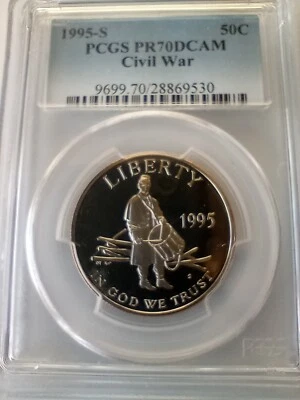 1995-S 50C
PCGS PR70DCAM
Civil War
9699.70/28869530
LIBERTY
1995
S
IN GOD WE TRUST